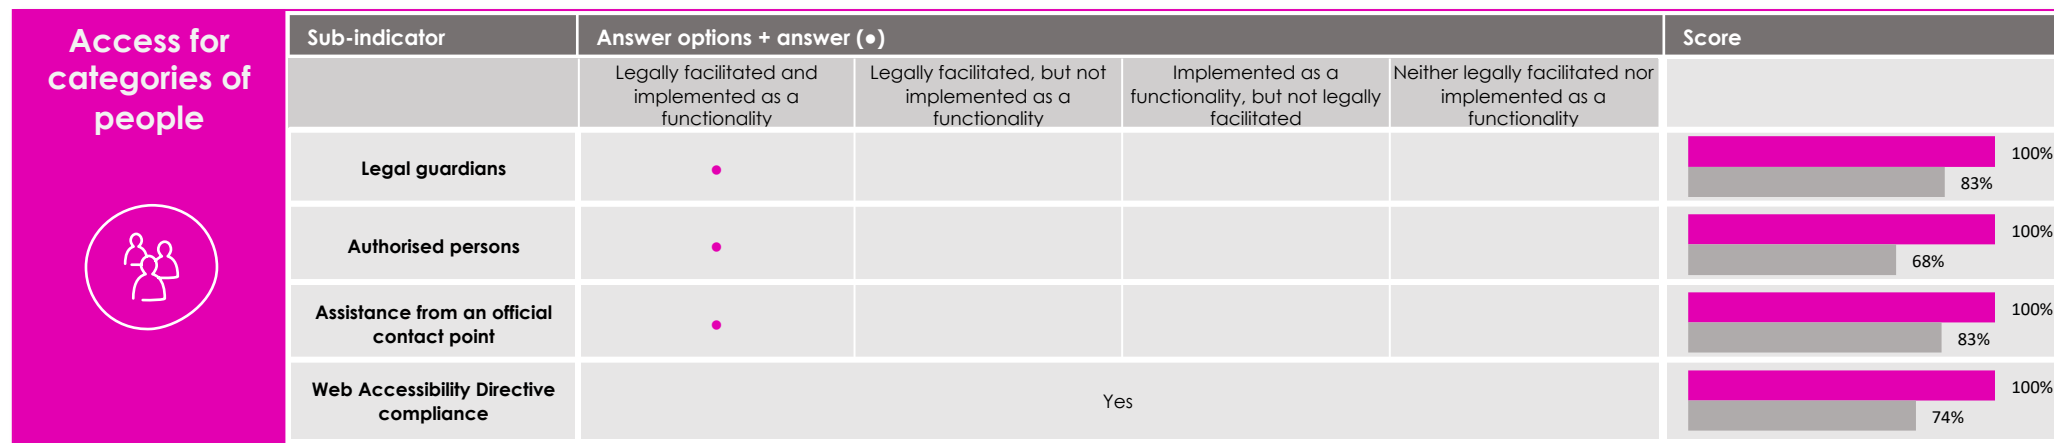 Access for
categories of
people
Sub-indicator
Answer options + answer (●)
Score
Legally facilitated and
implemented as a
functionality
Legally facilitated, but not
implemented as a
functionality
Implemented as a
functionality, but not legally
facilitated
Neither legally facilitated nor
implemented as a
functionality
Legal guardians
●
100%
83%
Authorised persons
●
100%
68%
Assistance from an official
contact point
●
100%
83%
Web Accessibility Directive
compliance
Yes
100%
74%